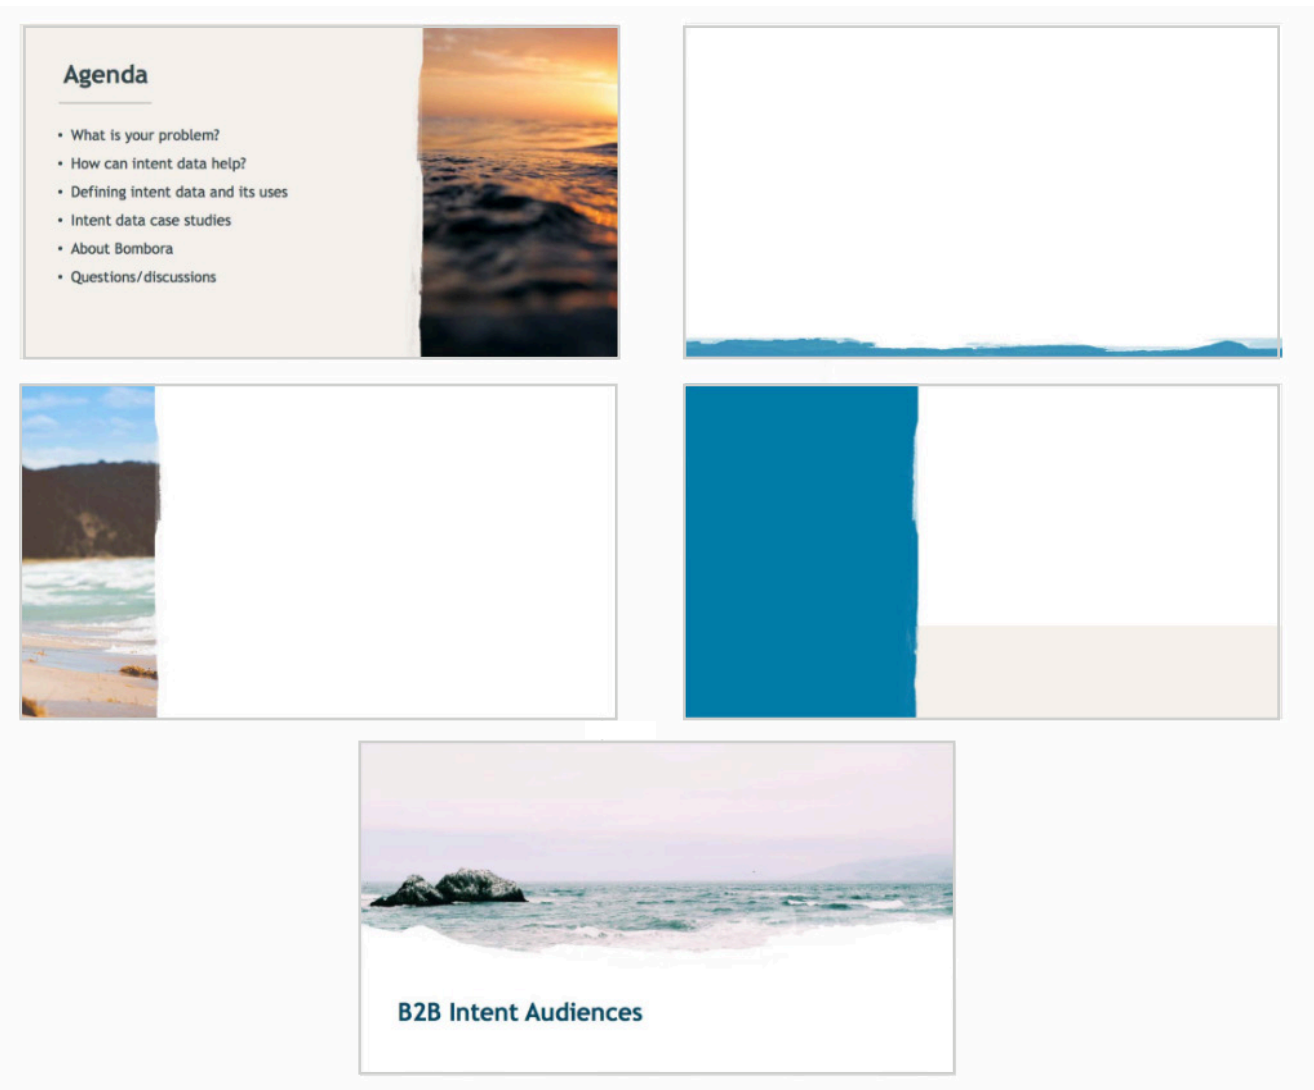 Agenda
• What is your problem?
• How can intent data help?
• Defining intent data and its uses
• Intent data case studies
• About Bombora
• Questions/discussions
B2B Intent Audiences